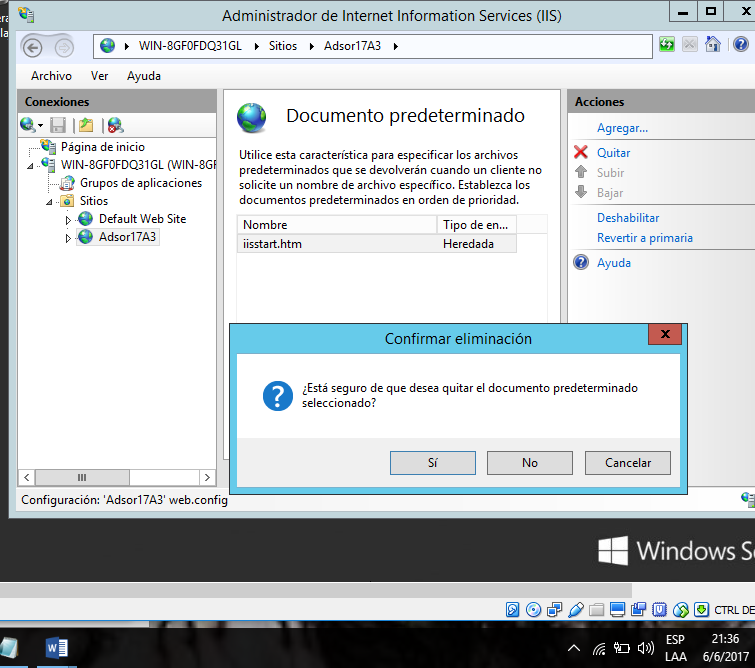 Administrador de Internet Information Services (IIS)
WIN-8GF0FDQ31GL Sitios Adsor17A3
Archivo Ver Ayuda
Conexiones
Página de inicio
WIN-8GF0FDQ31GL (WIN-8GF
Grupos de aplicaciones
Sitios
Default Web Site
Adsor17A3
Documento predeterminado
Utilice esta característica para especificar los archivos
predeterminados que se devolverán cuando un cliente no
solicite un nombre de archivo específico. Establezca los
documentos predeterminados en orden de prioridad.
Nombre Tipo de en...
iisstart.htm Heredada
Acciones
Agregar...
Quitar
Subir
Bajar
Deshabilitar
Revertir a primaria
Ayuda
Confirmar eliminación
¿Está seguro de que desea quitar el documento predeterminado
seleccionado?
Sí No Cancelar
Configuración: 'Adsor17A3' web.config
Windows Se
CTRL DE
ESP 21:36
LAA 6/6/2017